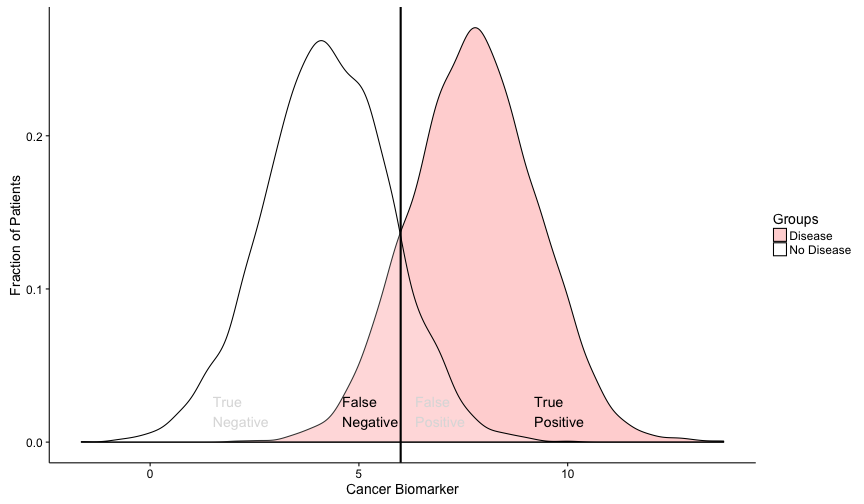 0.2
0.1
0.0
Fraction of Patients
True
Negative
False
Negative
False
Positive
True
Positive
0
5
10
Cancer Biomarker
Groups
Disease
No Disease